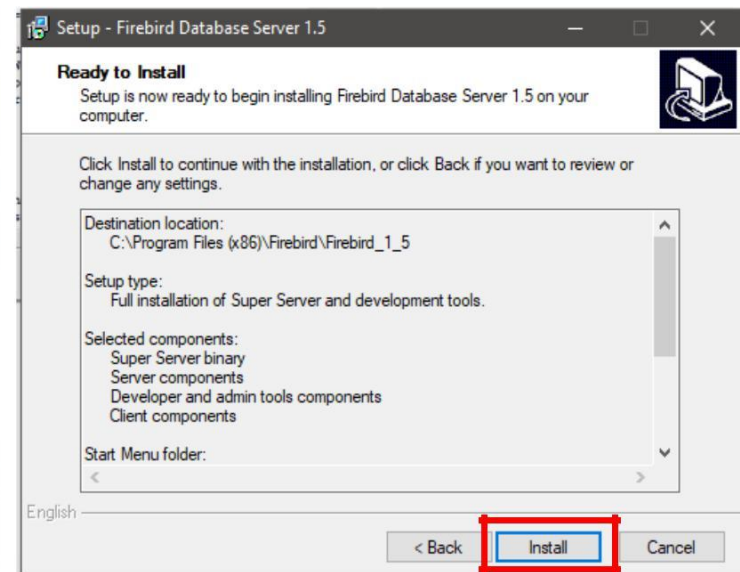 Setup - Firebird Database Server 1.5
Ready to Install
Setup is now ready to begin installing Firebird Database Server 1.5 on your
computer.
Click Install to continue with the installation, or click Back if you want to review or
change any settings.
Destination location:
C:\Program Files (x86)\Firebird\Firebird_1_5
Setup type:
Full installation of Super Server and development tools.
Selected components:
Super Server binary
Server components
Developer and admin tools components
Client components
Start Menu folder:
English
< Back
Install
Cancel